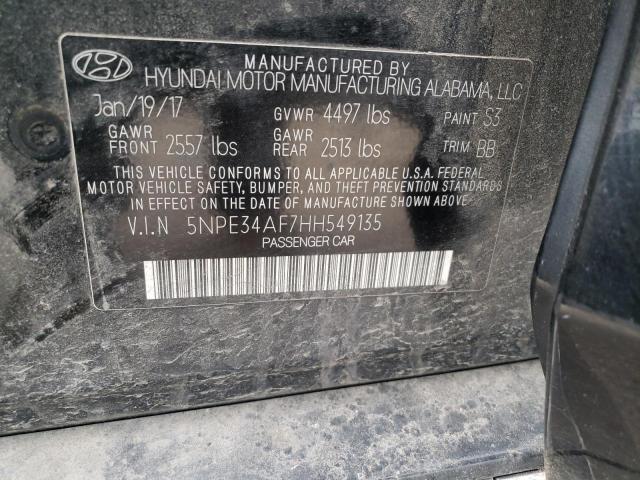 MANUFACTURED BY
HYUNDAI MOTOR MANUFACTURING ALABAMA, LLC
Jan/19/17 GVWR 4497 lbs PAINT S3
GAWR FRONT 2557 lbs GAWR REAR 2513 lbs TRIM BB
THIS VEHICLE CONFORMS TO ALL APPLICABLE U.S.A. FEDERAL
MOTOR VEHICLE SAFETY, BUMPER, AND THEFT PREVENTION STANDARDS
IN EFFECT ON THE DATE OF MANUFACTURE SHOWN ABOVE.
V.I.N 5NPE34AF7HH549135
PASSENGER CAR